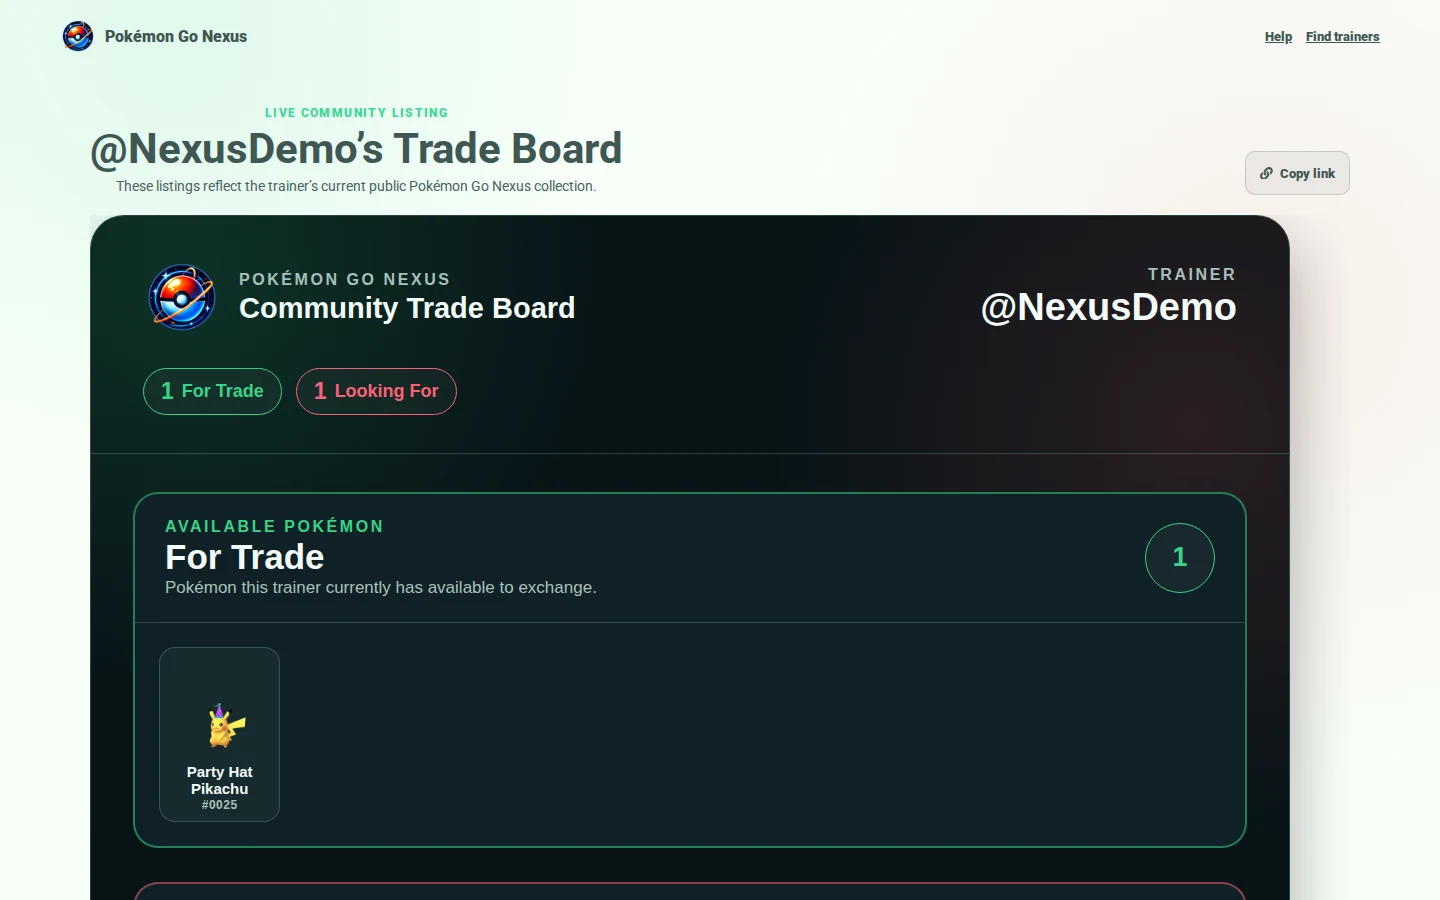 Pokémon Go Nexus
Help Find trainers
LIVE COMMUNITY LISTING
@NexusDemo’s Trade Board
These listings reflect the trainer’s current public Pokémon Go Nexus collection.
Copy link
POKÉMON GO NEXUS
Community Trade Board
TRAINER
@NexusDemo
1 For Trade
1 Looking For
AVAILABLE POKÉMON
For Trade
Pokémon this trainer currently has available to exchange.
1
Party Hat
Pikachu
#0025